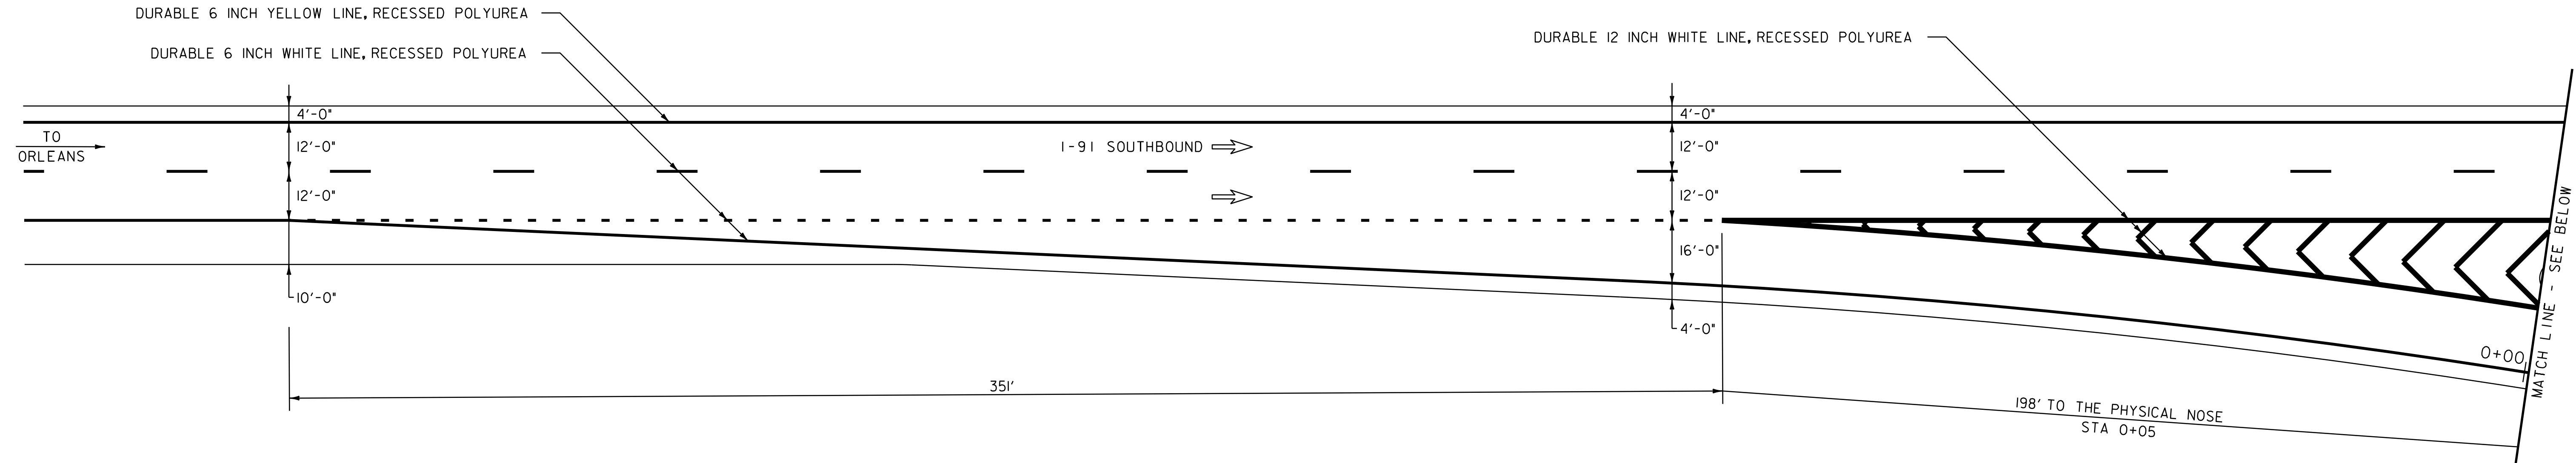 DURABLE 6 INCH YELLOW LINE, RECESSED POLYUREA
DURABLE 6 INCH WHITE LINE, RECESSED POLYUREA
DURABLE 12 INCH WHITE LINE, RECESSED POLYUREA
4'-0"
4'-0"
TO
ORLEANS
12'-0"
I-91 SOUTHBOUND
12'-0"
12'-0"
12'-0"
16'-0"
10'-0"
4'-0"
0+00
MATCH LINE - SEE BELOW
351'
198' TO THE PHYSICAL NOSE
STA 0+05